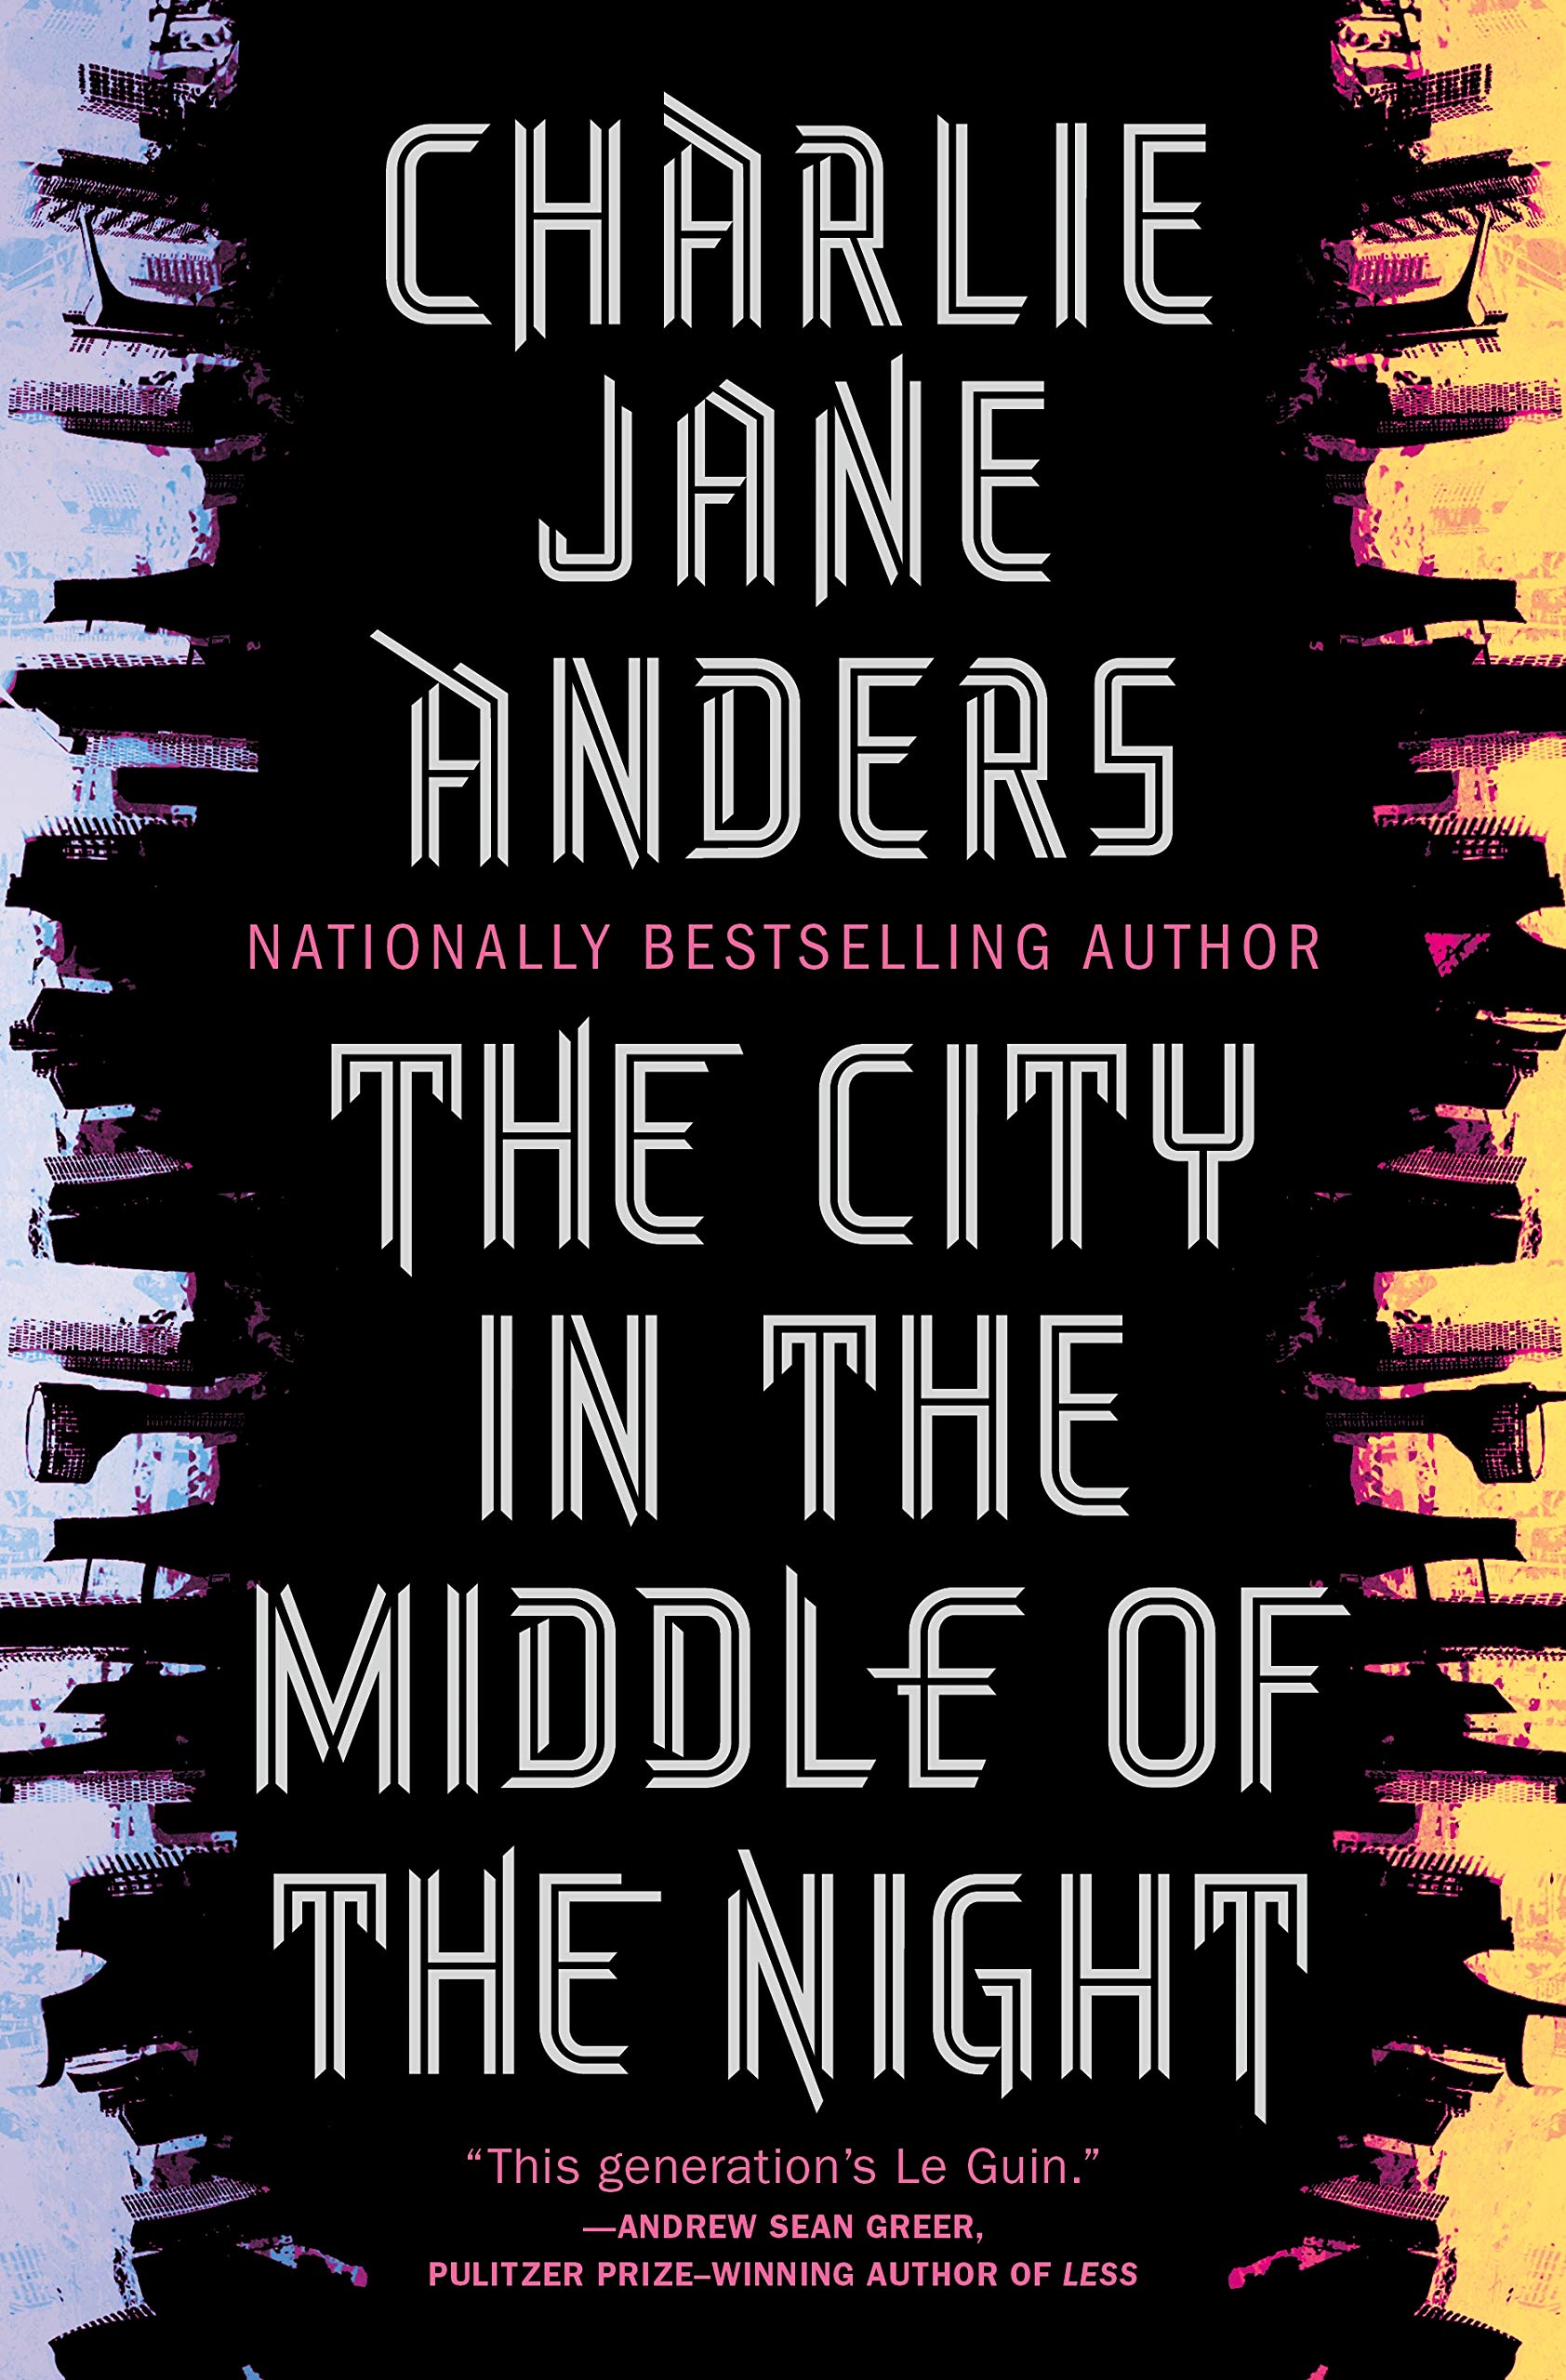 CHARLIE
JANE
ANDERS
NATIONALLY BESTSELLING AUTHOR
THE CITY
IN THE
MIDDLE OF
THE NIGHT
“This generation’s Le Guin.”
—ANDREW SEAN GREER,
PULITZER PRIZE–WINNING AUTHOR OF LESS